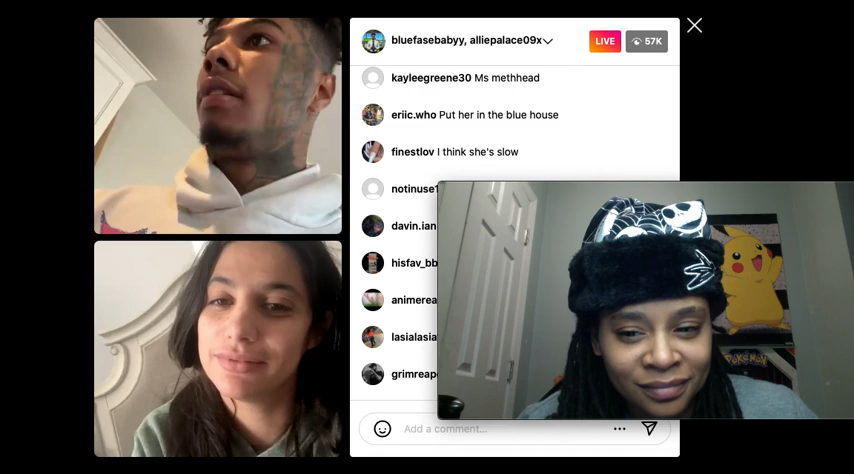 bluefasebabyy, alliepalace09x
LIVE
57K
kayleegreene30 Ms methhead
eriic.who Put her in the blue house
finestlov I think she's slow
notinuse1
davin.ian
hisfav_bb
animerea
lasialasia
grimreap
Add a comment...
POKÉMON